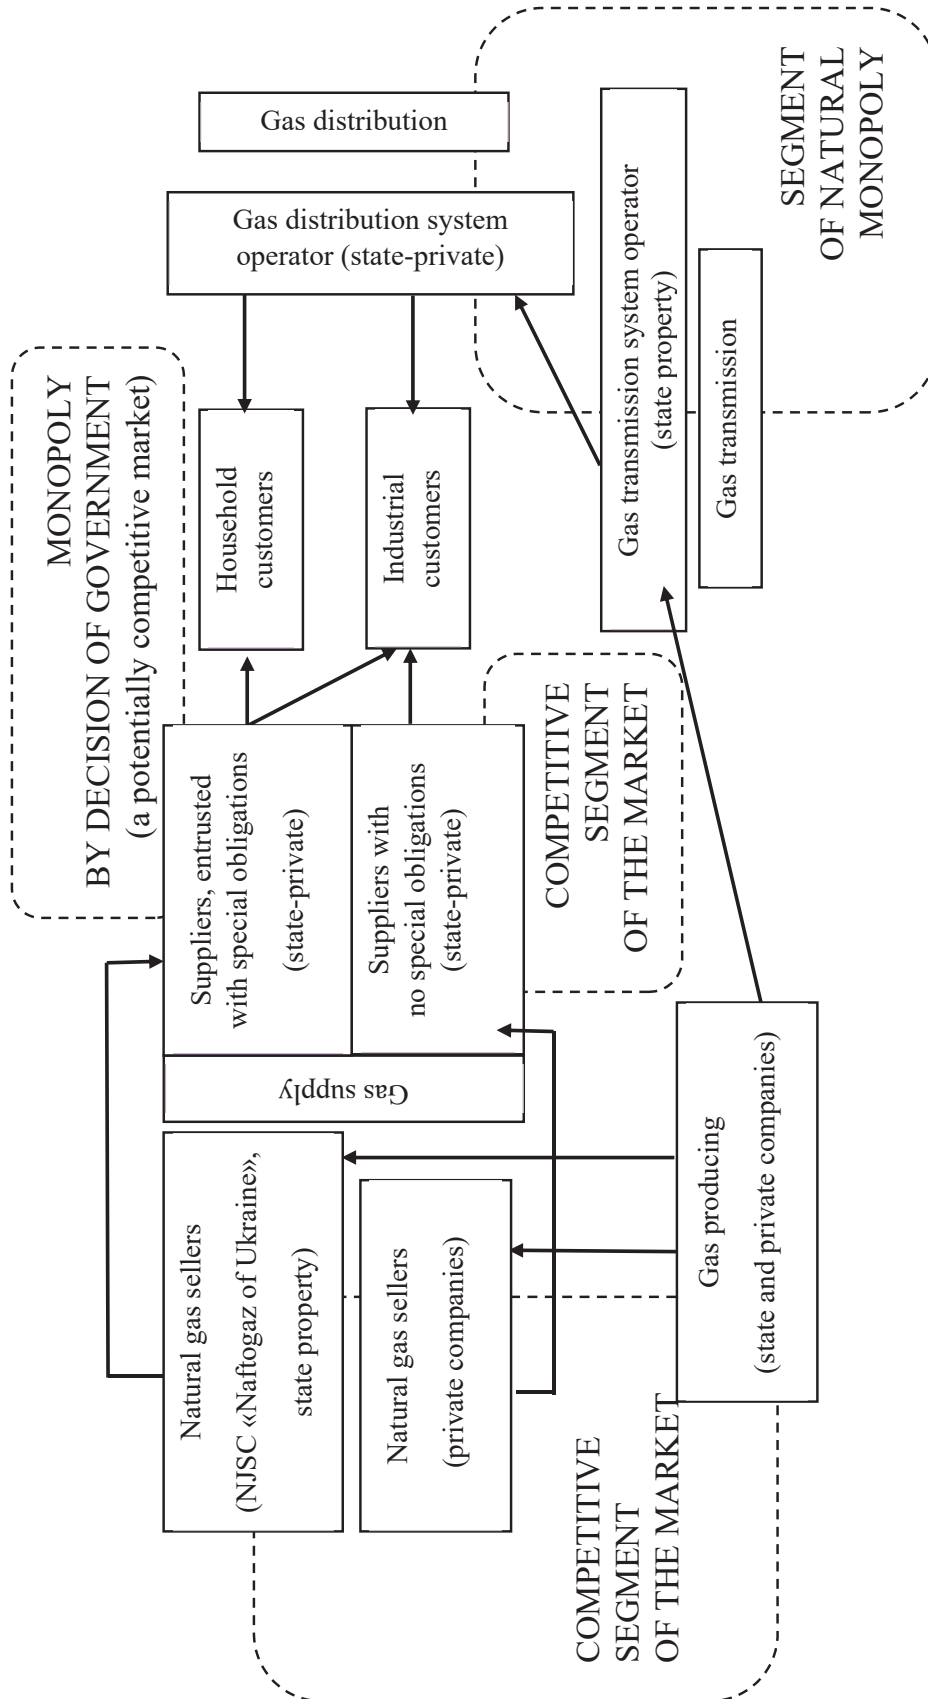 MONOPOLY
BY DECISION OF GOVERNMENT
(a potentially competitive market)
Natural gas sellers
(NJSC «Naftogaz of Ukraine»,
state property)
Natural gas sellers
(private companies)
Gas supply
Suppliers, entrusted
with special obligations
(state-private)
Suppliers with
no special obligations
(state-private)
Household
customers
Industrial
customers
Gas distribution system
operator (state-private)
Gas distribution
COMPETITIVE
SEGMENT
OF THE MARKET
COMPETITIVE
SEGMENT
OF THE MARKET
Gas producing
(state and private companies)
Gas transmission system operator
(state property)
Gas transmission
SEGMENT
OF NATURAL
MONOPOLY